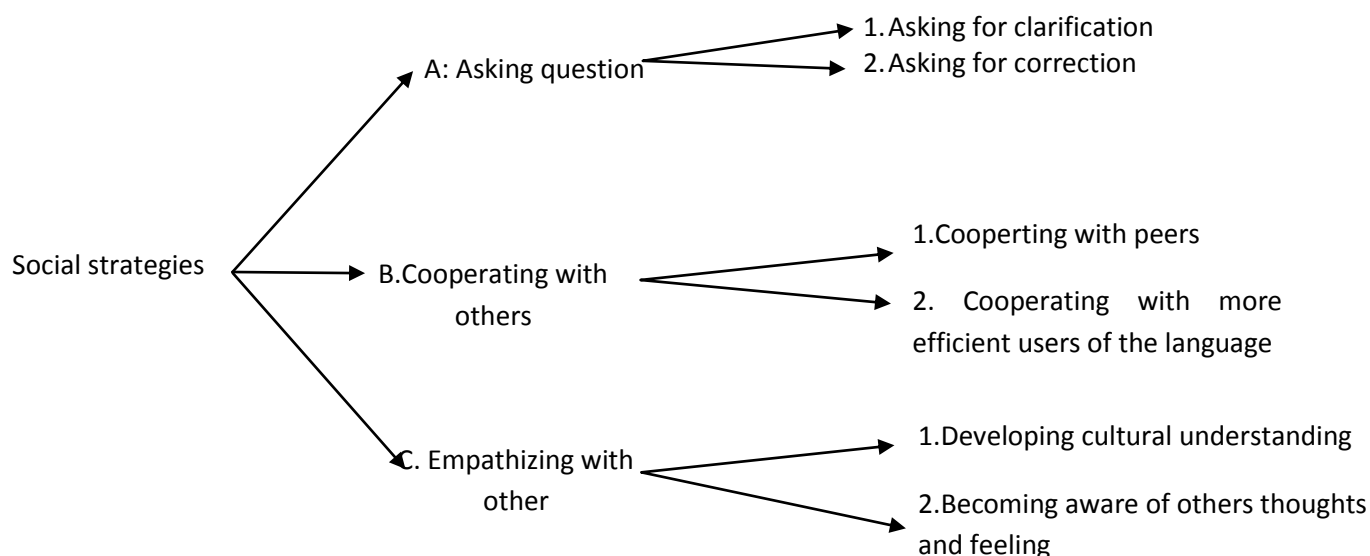 Social strategies
A: Asking question
1.Asking for clarification
2.Asking for correction
B.Cooperating with
others
1.Cooperting with peers
2. Cooperating with more
efficient users of the language
C. Empathizing with
other
1.Developing cultural understanding
2.Becoming aware of others thoughts
and feeling